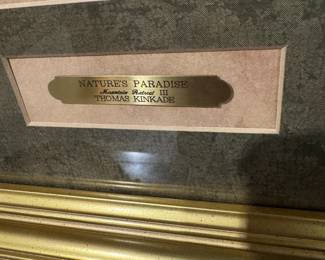 NATURE'S PARADISE
Mountain Retreat III
THOMAS KINKADE